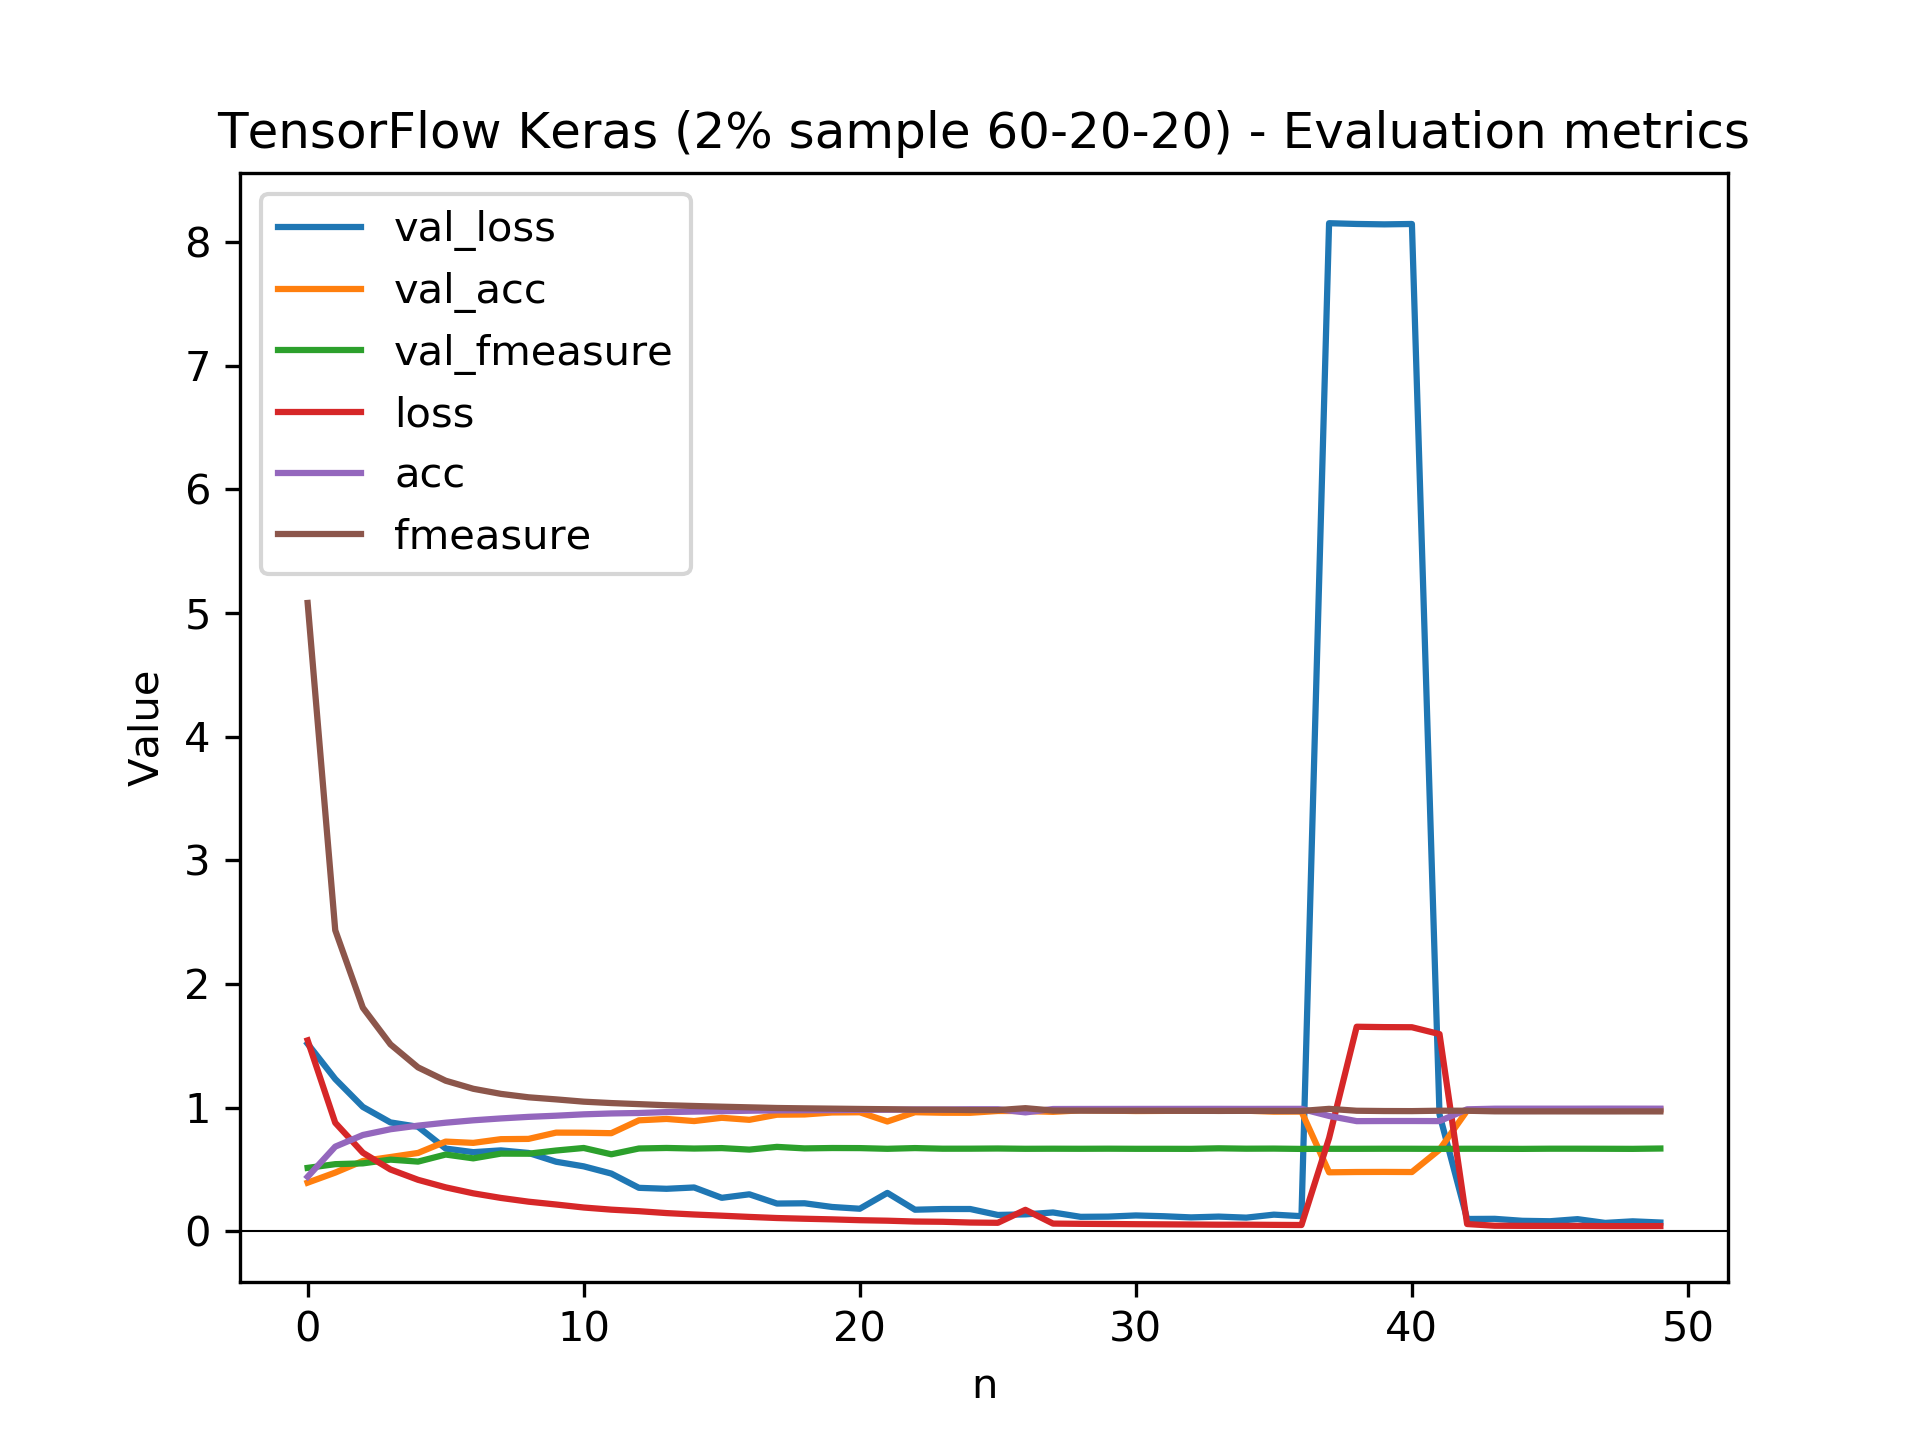 TensorFlow Keras (2% sample 60-20-20) - Evaluation metrics
val_loss
val_acc
val_fmeasure
loss
acc
fmeasure
8
7
6
5
4
3
2
1
0
Value
0 10 20 30 40 50
n